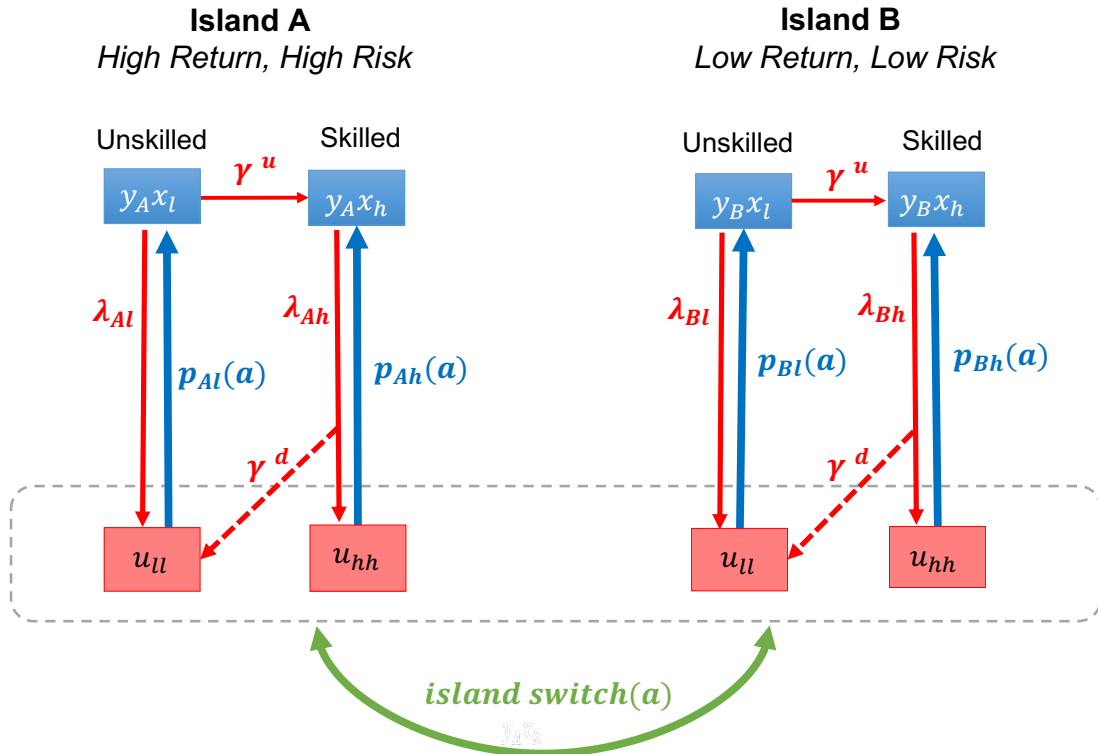 Island A
High Return, High Risk
Island B
Low Return, Low Risk
Unskilled
Skilled
Unskilled
Skilled
γ ᵘ
γ ᵘ
y_A x_l
y_A x_h
y_B x_l
y_B x_h
λ_Al
λ_Ah
λ_Bl
λ_Bh
p_Al(a)
p_Ah(a)
p_Bl(a)
p_Bh(a)
γ ᵈ
γ ᵈ
u_ll
u_hh
u_ll
u_hh
island switch(a)